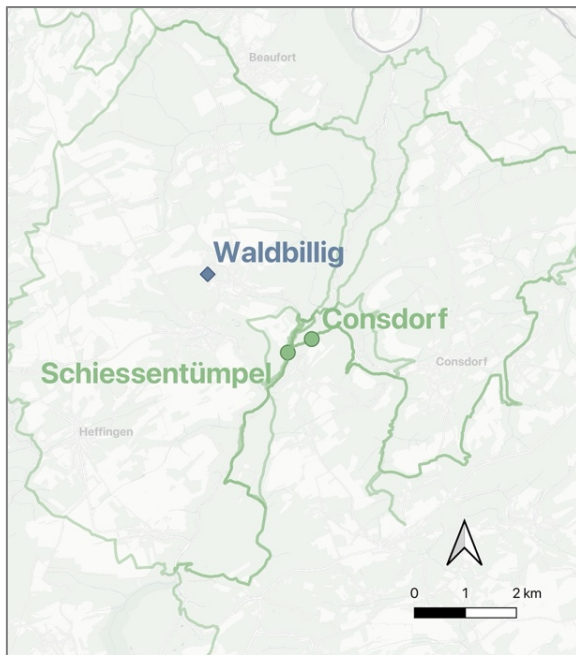 Beaufort
Waldbillig
Consdorf
Schiessentümpel
Consdorf
Heffingen
0 1 2 km